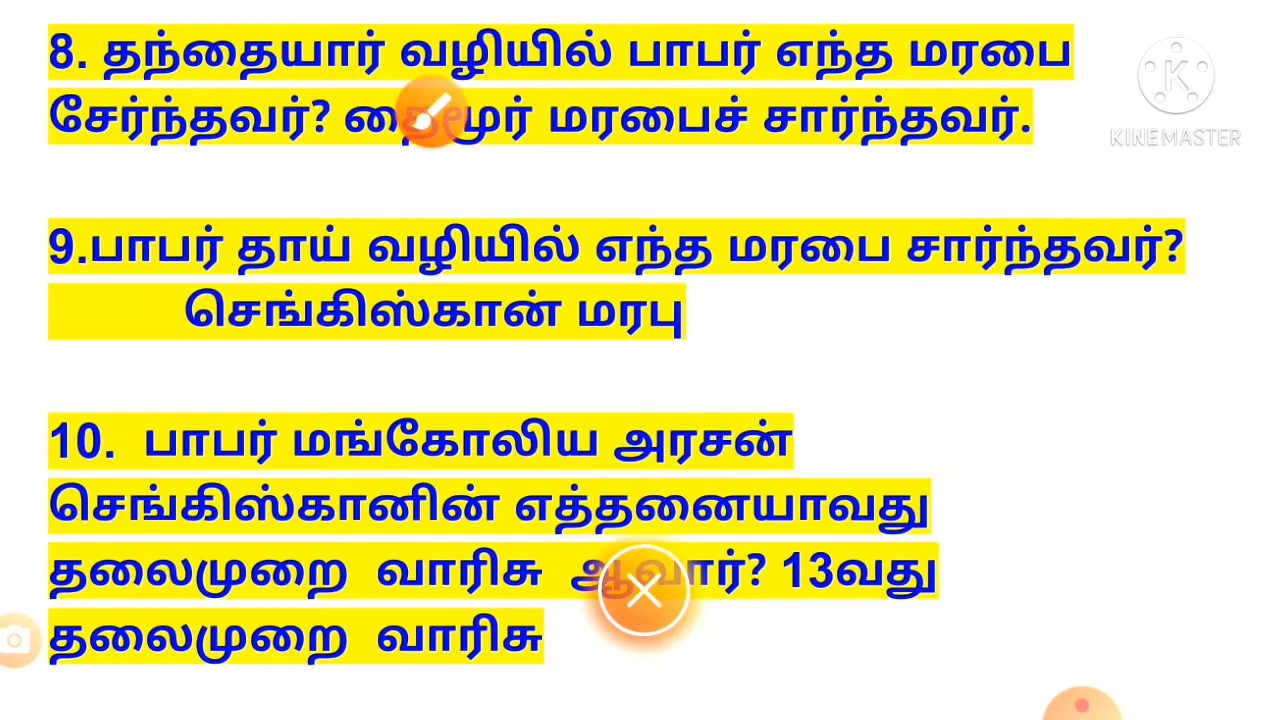 8. தந்தையார் வழியில் பாபர் எந்த மரபை
சேர்ந்தவர்? தைமூர் மரபைச் சார்ந்தவர்.
KINEMASTER
9.பாபர் தாய் வழியில் எந்த மரபை சார்ந்தவர்?
செங்கிஸ்கான் மரபு
10. பாபர் மங்கோலிய அரசன்
செங்கிஸ்கானின் எத்தனையாவது
தலைமுறை வாரிசு ஆவார்? 13வது
தலைமுறை வாரிசு